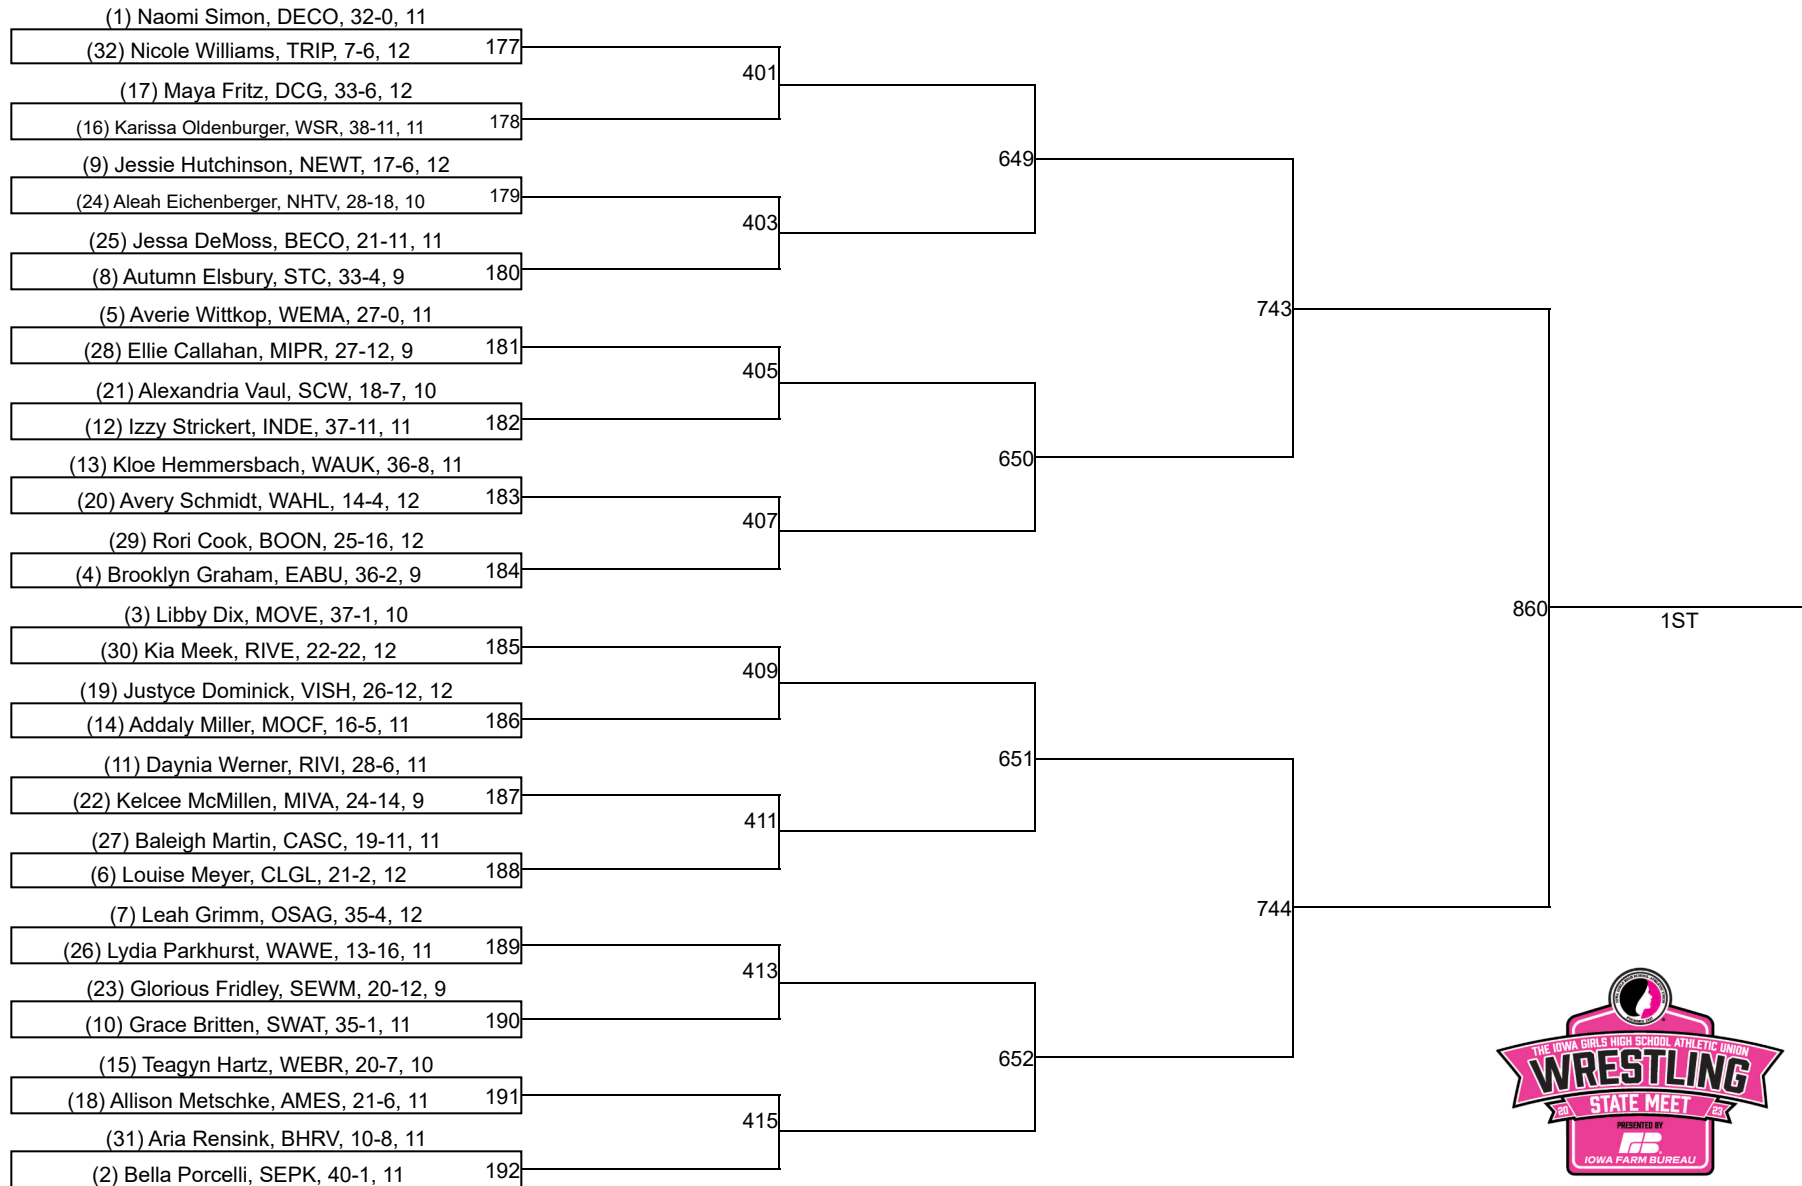 (1) Naomi Simon, DECO, 32-0, 11
(32) Nicole Williams, TRIP, 7-6, 12
177
401
(17) Maya Fritz, DCG, 33-6, 12
(16) Karissa Oldenburger, WSR, 38-11, 11
178
649
(9) Jessie Hutchinson, NEWT, 17-6, 12
(24) Aleah Eichenberger, NHTV, 28-18, 10
179
403
(25) Jessa DeMoss, BECO, 21-11, 11
(8) Autumn Elsbury, STC, 33-4, 9
180
743
(5) Averie Wittkop, WEMA, 27-0, 11
(28) Ellie Callahan, MIPR, 27-12, 9
181
405
(21) Alexandria Vaul, SCW, 18-7, 10
(12) Izzy Strickert, INDE, 37-11, 11
182
650
(13) Kloe Hemmersbach, WAUK, 36-8, 11
(20) Avery Schmidt, WAHL, 14-4, 12
183
407
(29) Rori Cook, BOON, 25-16, 12
(4) Brooklyn Graham, EABU, 36-2, 9
184
860
1ST
(3) Libby Dix, MOVE, 37-1, 10
(30) Kia Meek, RIVE, 22-22, 12
185
409
(19) Justyce Dominick, VISH, 26-12, 12
(14) Addaly Miller, MOCF, 16-5, 11
186
651
(11) Daynia Werner, RIVI, 28-6, 11
(22) Kelcee McMillen, MIVA, 24-14, 9
187
411
(27) Baleigh Martin, CASC, 19-11, 11
(6) Louise Meyer, CLGL, 21-2, 12
188
744
(7) Leah Grimm, OSAG, 35-4, 12
(26) Lydia Parkhurst, WAWE, 13-16, 11
189
413
(23) Glorious Fridley, SEWM, 20-12, 9
(10) Grace Britten, SWAT, 35-1, 11
190
652
(15) Teagyn Hartz, WEBR, 20-7, 10
(18) Allison Metschke, AMES, 21-6, 11
191
415
(31) Aria Rensink, BHRV, 10-8, 11
(2) Bella Porcelli, SEPK, 40-1, 11
192
THE IOWA GIRLS HIGH SCHOOL ATHLETIC UNION
WRESTLING
20 STATE MEET 23
PRESENTED BY
FB
IOWA FARM BUREAU